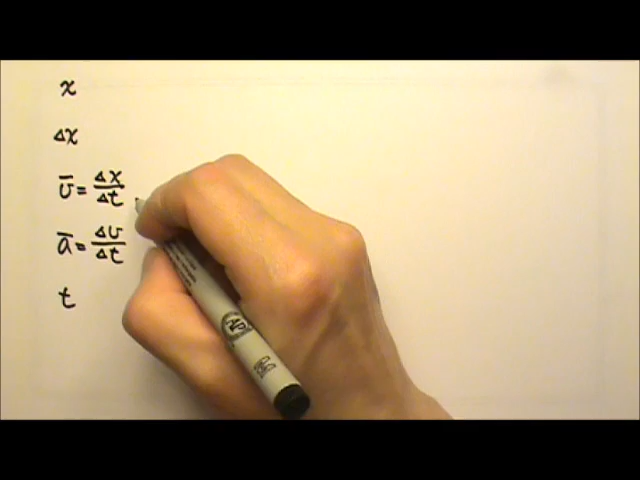 x
Δx
v̄ = Δx/Δt
ā = Δv/Δt
t